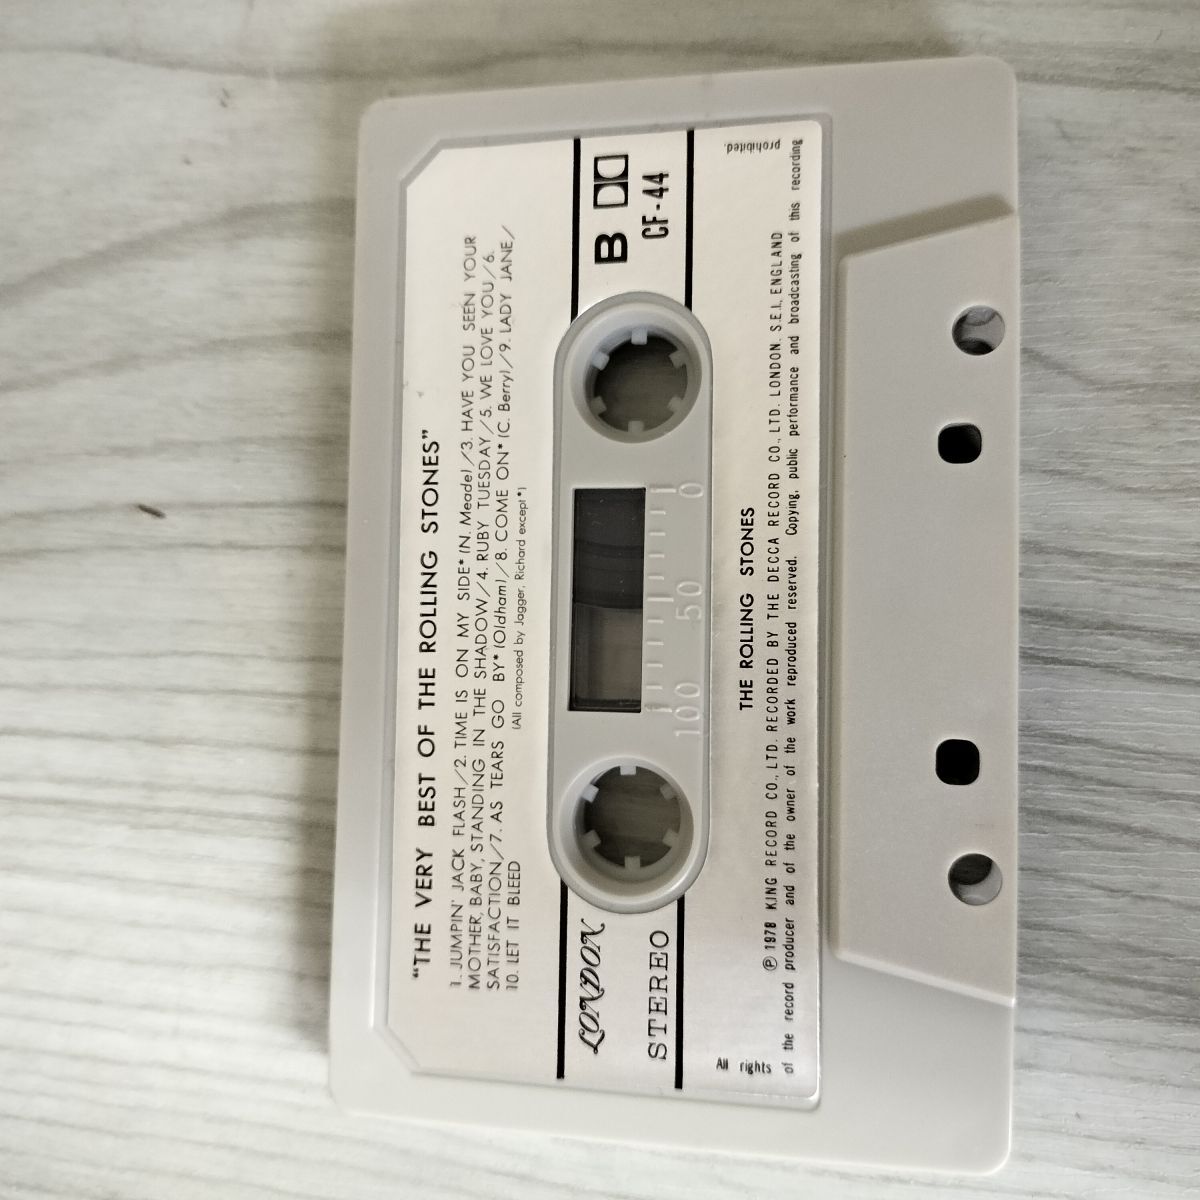 “THE VERY BEST OF THE ROLLING STONES”
1. JUMPIN' JACK FLASH/2. TIME IS ON MY SIDE* (N. Meade)/3. HAVE YOU SEEN YOUR
MOTHER, BABY, STANDING IN THE SHADOW/4. RUBY TUESDAY/5. WE LOVE YOU/6.
SATISFACTION/7. AS TEARS GO BY* (Oldham)/8. COME ON* (C. Berry)/9. LADY JANE/
10. LET IT BLEED
(All composed by Jagger, Richard except*)
LONDON
STEREO
B
CF-44
100 50 0
THE ROLLING STONES
℗ 1978 KING RECORD CO., LTD. RECORDED BY THE DECCA RECORD CO., LTD. LONDON. S.E.I., ENGLAND
All rights of the record producer and of the owner of the work reproduced reserved. Copying, public performance and broadcasting of this recording prohibited.